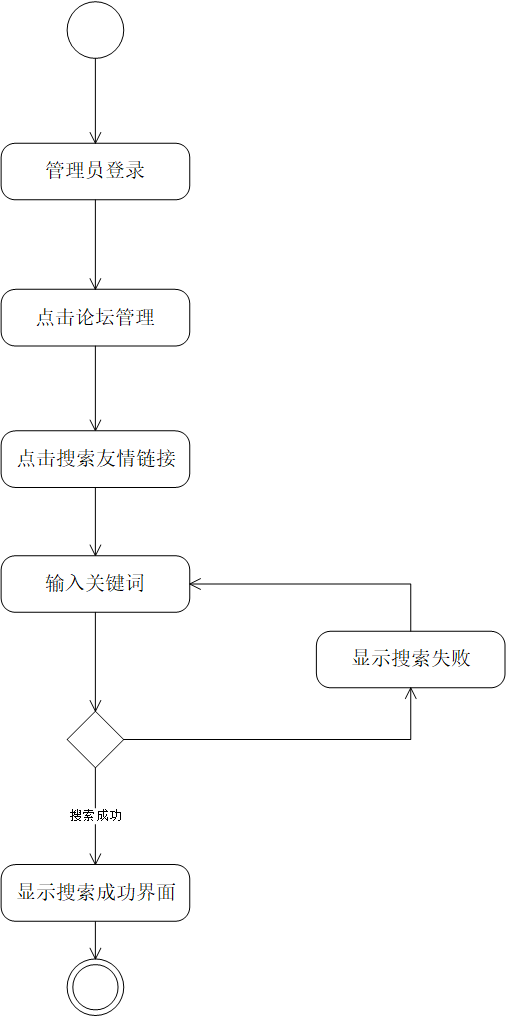 管理员登录
点击论坛管理
点击搜索友情链接
输入关键词
显示搜索失败
搜索成功
显示搜索成功界面